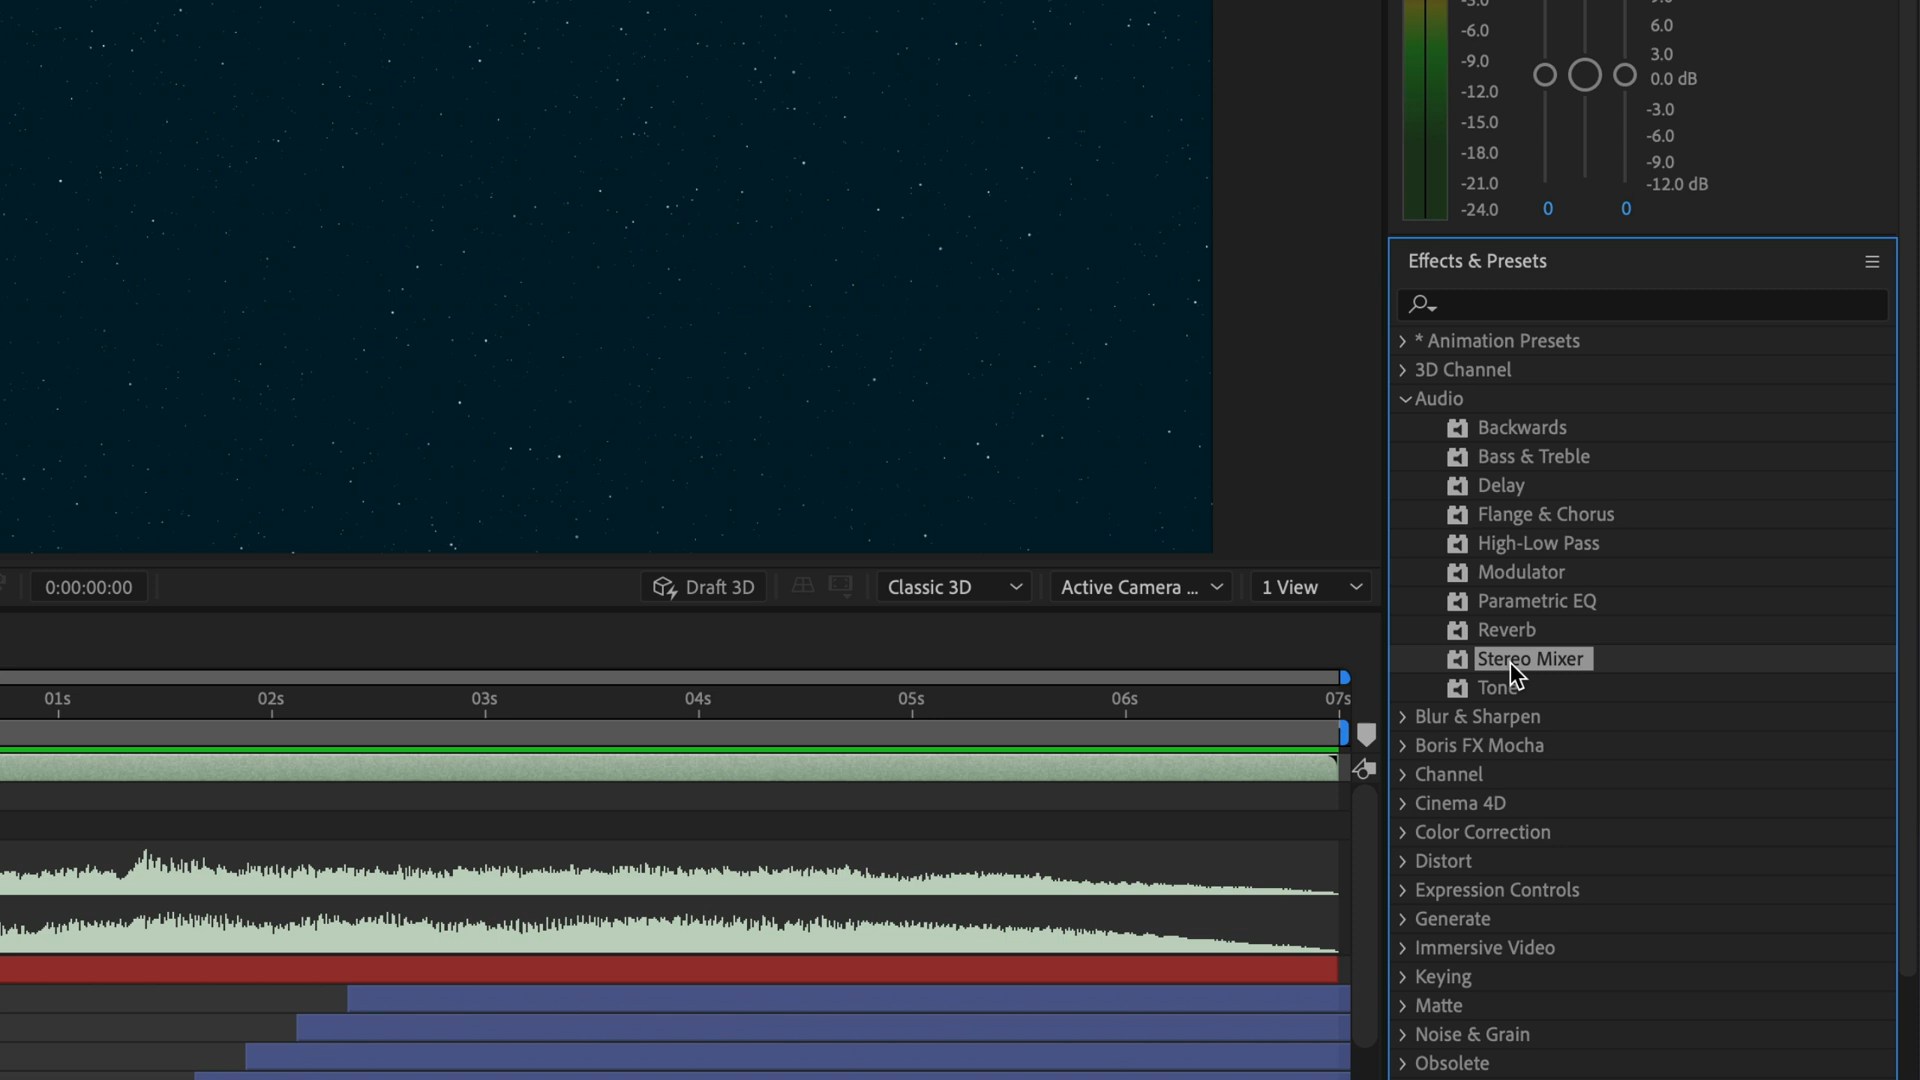 -3.0
-6.0
-9.0
-12.0
-15.0
-18.0
-21.0
-24.0
6.0
3.0
0.0 dB
-3.0
-6.0
-9.0
-12.0 dB
0
0
Effects & Presets
* Animation Presets
3D Channel
Audio
Backwards
Bass & Treble
Delay
Flange & Chorus
High-Low Pass
Modulator
Parametric EQ
Reverb
Stereo Mixer
Tone
Blur & Sharpen
Boris FX Mocha
Channel
Cinema 4D
Color Correction
Distort
Expression Controls
Generate
Immersive Video
Keying
Matte
Noise & Grain
Obsolete
0:00:00:00
Draft 3D
Classic 3D
Active Camera ...
1 View
01s
02s
03s
04s
05s
06s
07s